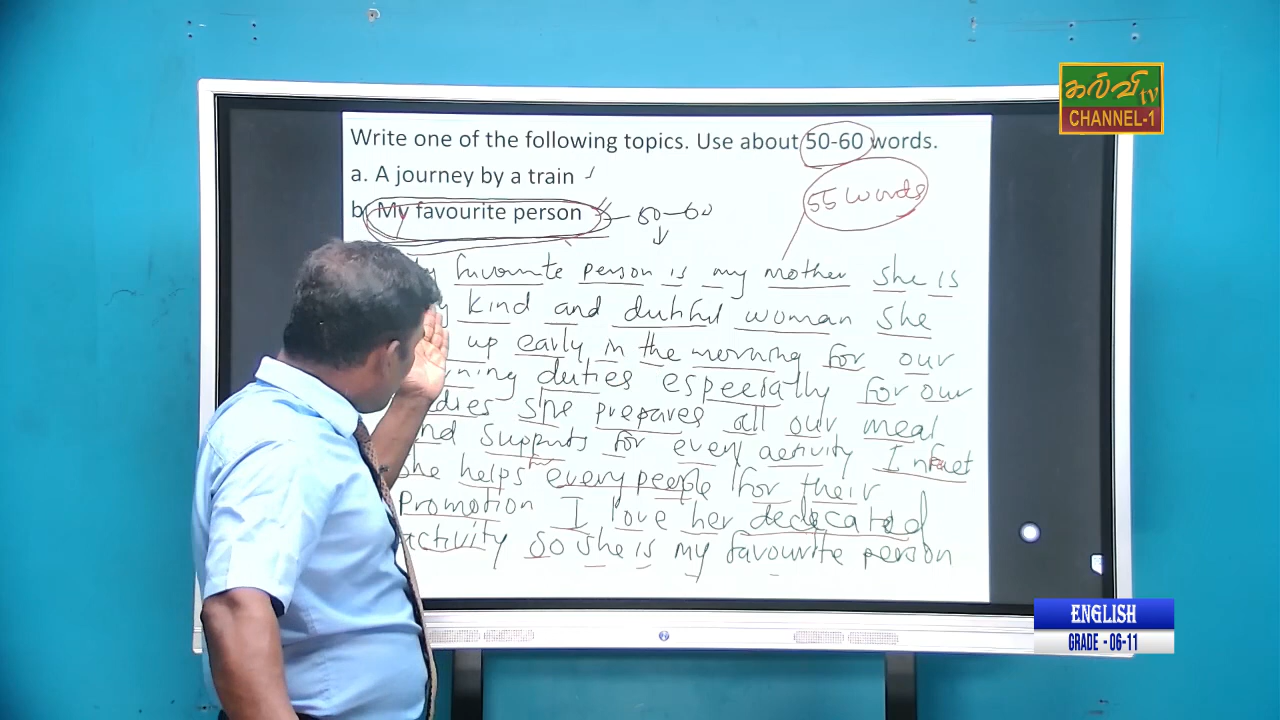 கல்வி tv
CHANNEL-1
Write one of the following topics. Use about 50-60 words.
a. A journey by a train
55 words
b. My favourite person
50-60
favourite person is my mother she is
kind and dutiful woman she
up early in the morning for our
duties especially for our
she prepares all our meal
supports for every activity Infact
she helps every people for their
Promotion I love her dedecated
activity so she is my favourite person
ENGLISH
GRADE - 06-11